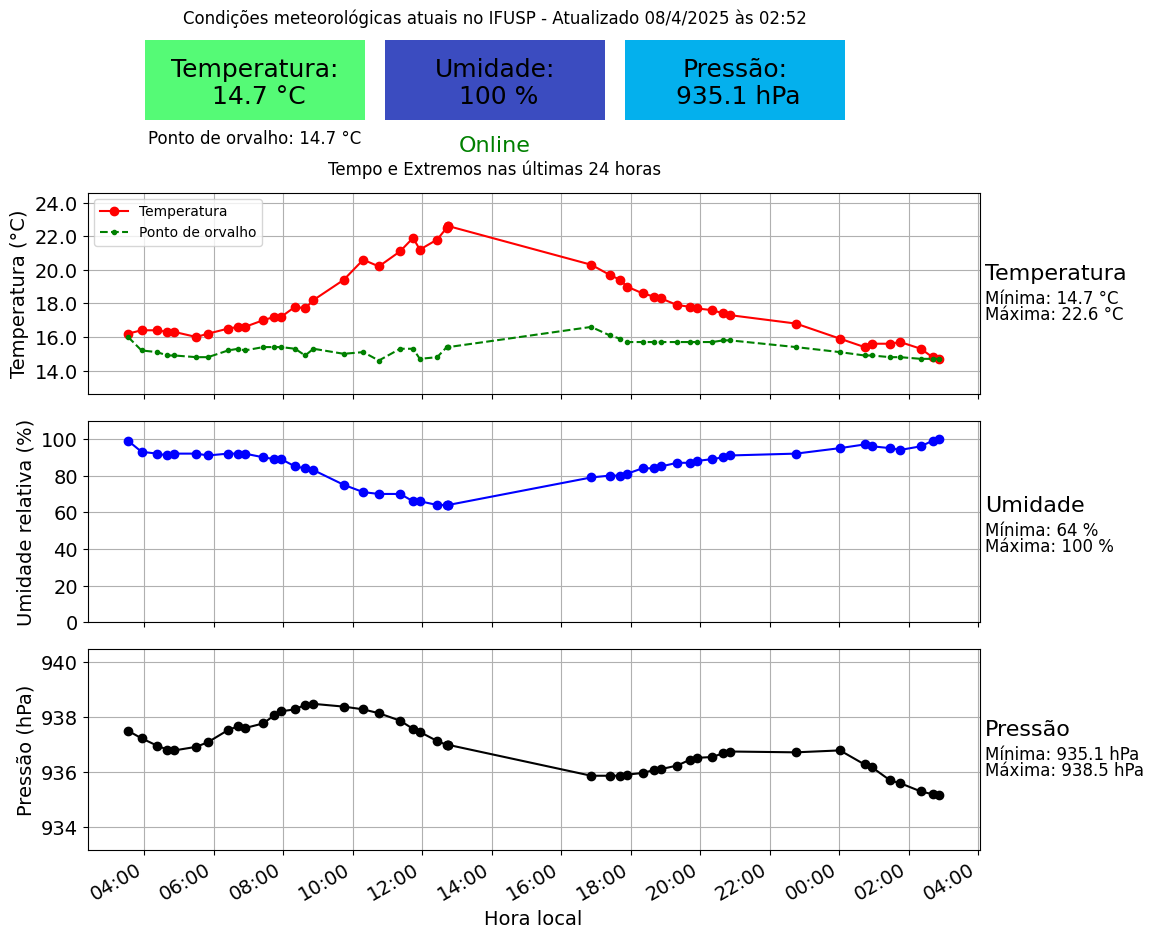 Condições meteorológicas atuais no IFUSP - Atualizado 08/4/2025 às 02:52
Temperatura:
14.7 °C
Umidade:
100 %
Pressão:
935.1 hPa
Ponto de orvalho: 14.7 °C
Online
Tempo e Extremos nas últimas 24 horas
Temperatura (°C)
24.0
22.0
20.0
18.0
16.0
14.0
Temperatura
Ponto de orvalho
Temperatura
Mínima: 14.7 °C
Máxima: 22.6 °C
Umidade relativa (%)
100
80
60
40
20
0
Umidade
Mínima: 64 %
Máxima: 100 %
Pressão (hPa)
940
938
936
934
Pressão
Mínima: 935.1 hPa
Máxima: 938.5 hPa
04:00 06:00 08:00 10:00 12:00 14:00 16:00 18:00 20:00 22:00 00:00 02:00 04:00
Hora local